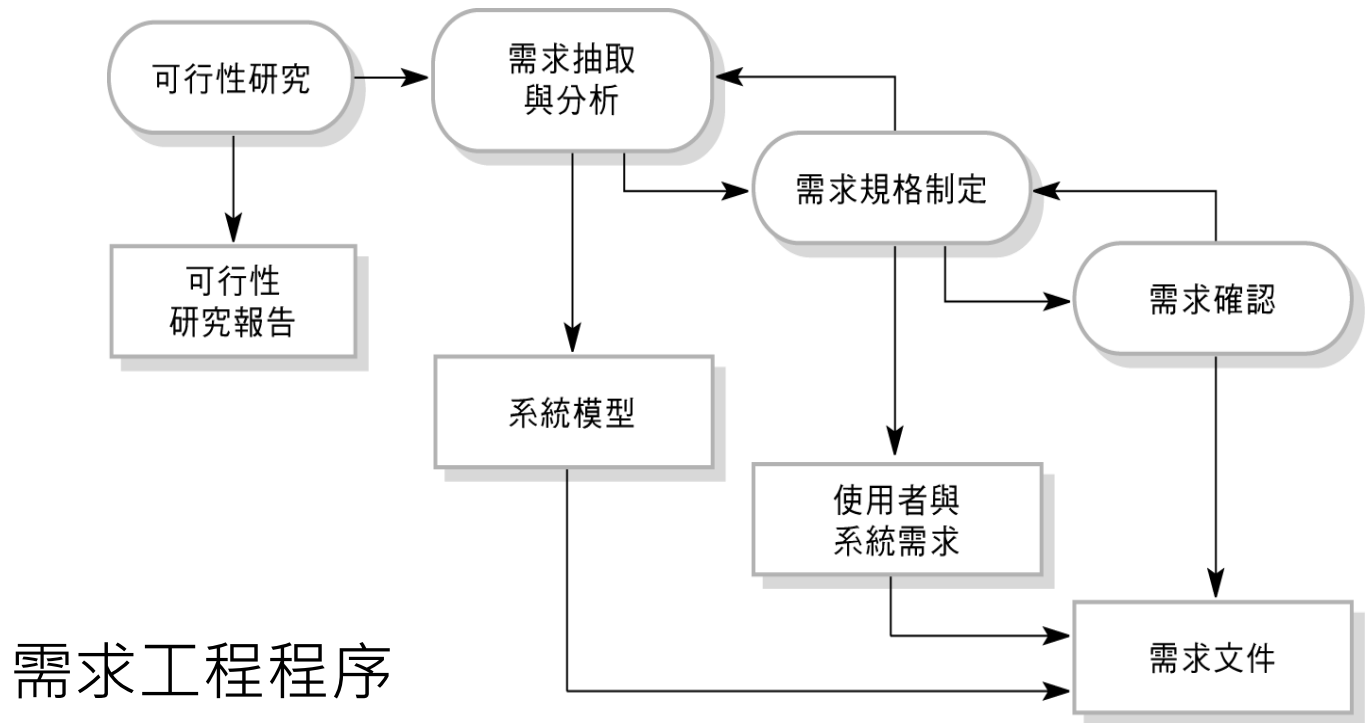 可行性研究
需求抽取
與分析
需求規格制定
需求確認
可行性
研究報告
系統模型
使用者與
系統需求
需求文件
需求工程程序